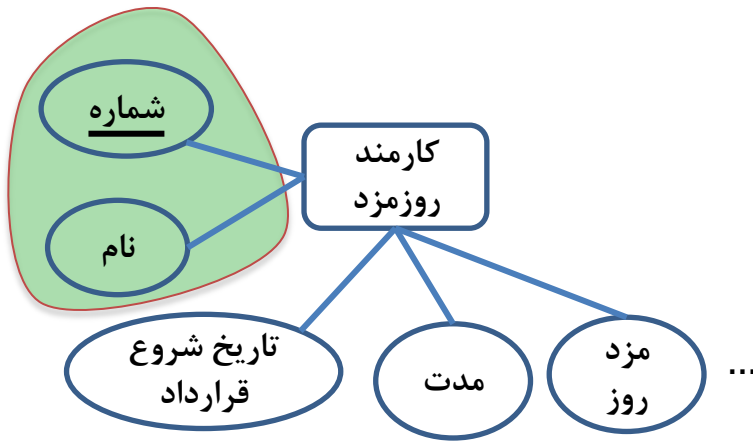 شماره
کارمند
روزمزد
نام
تاریخ شروع
قرارداد
مدت
مزد
روز
...